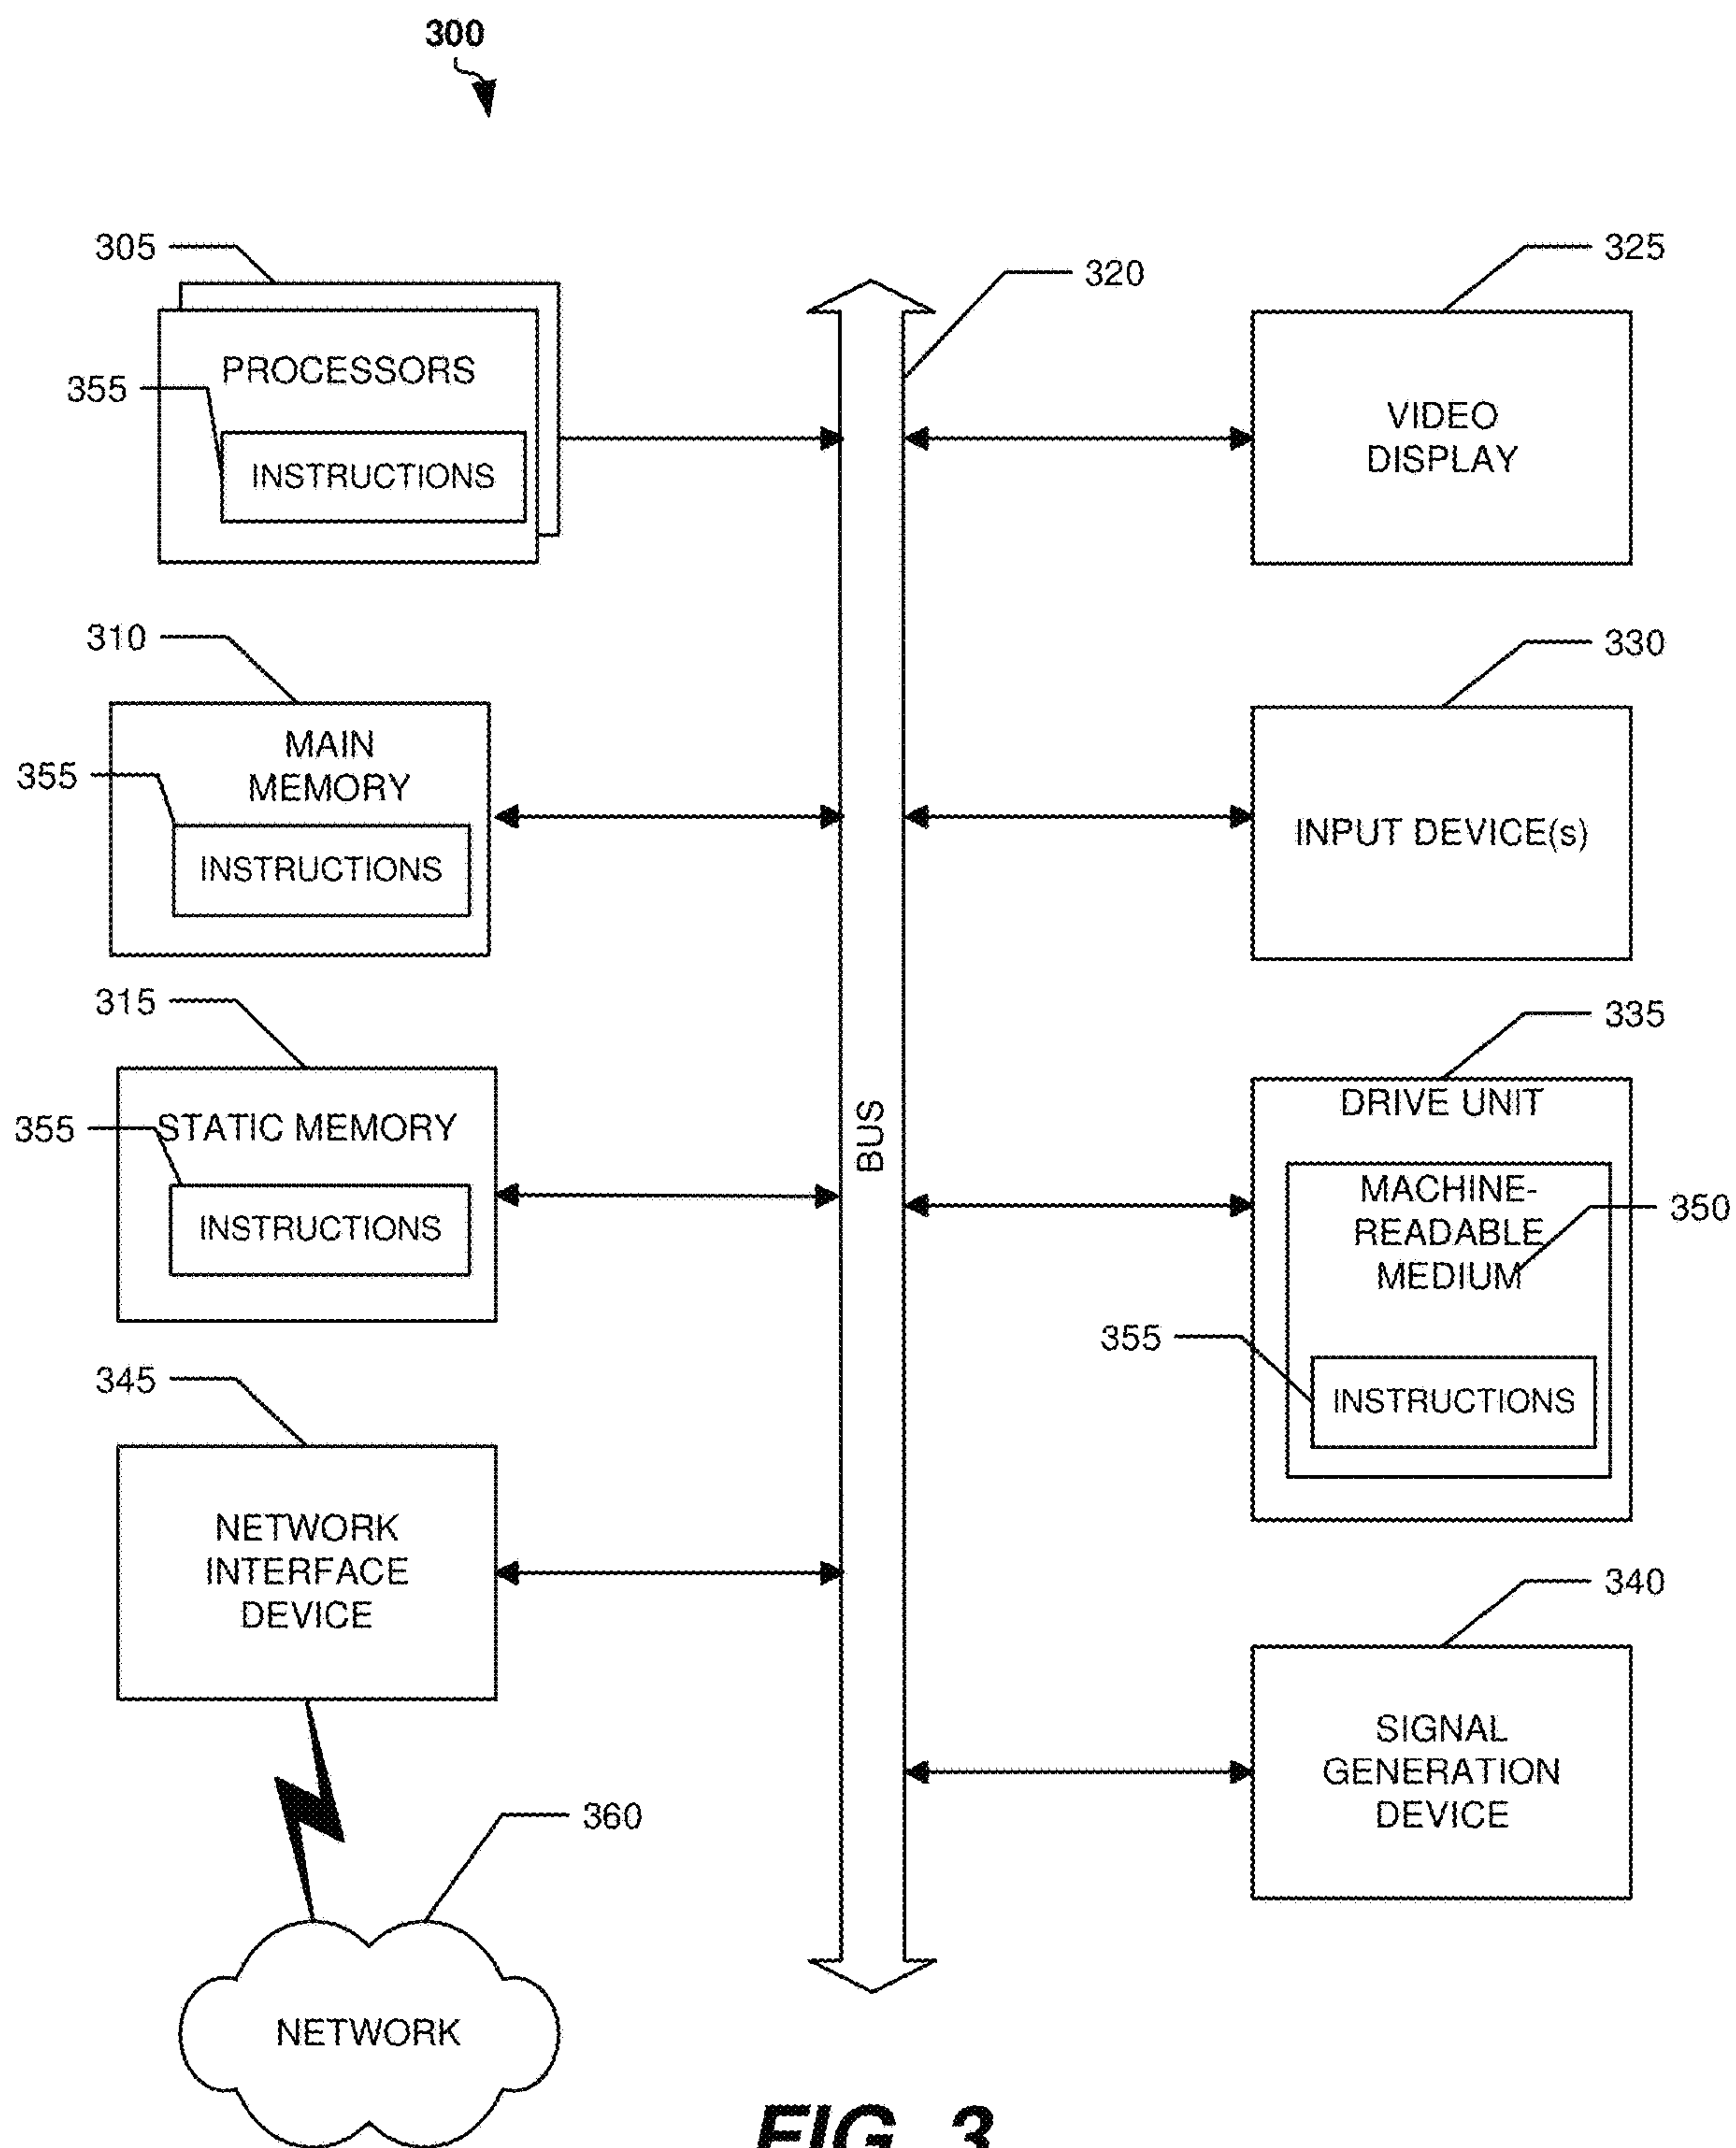 300
305
PROCESSORS
355
INSTRUCTIONS
310
MAIN
MEMORY
355
INSTRUCTIONS
315
STATIC MEMORY
355
INSTRUCTIONS
345
NETWORK
INTERFACE
DEVICE
360
NETWORK
320
BUS
325
VIDEO
DISPLAY
330
INPUT DEVICE(s)
335
DRIVE UNIT
MACHINE-
READABLE
MEDIUM
350
355
INSTRUCTIONS
340
SIGNAL
GENERATION
DEVICE
FIG. 3